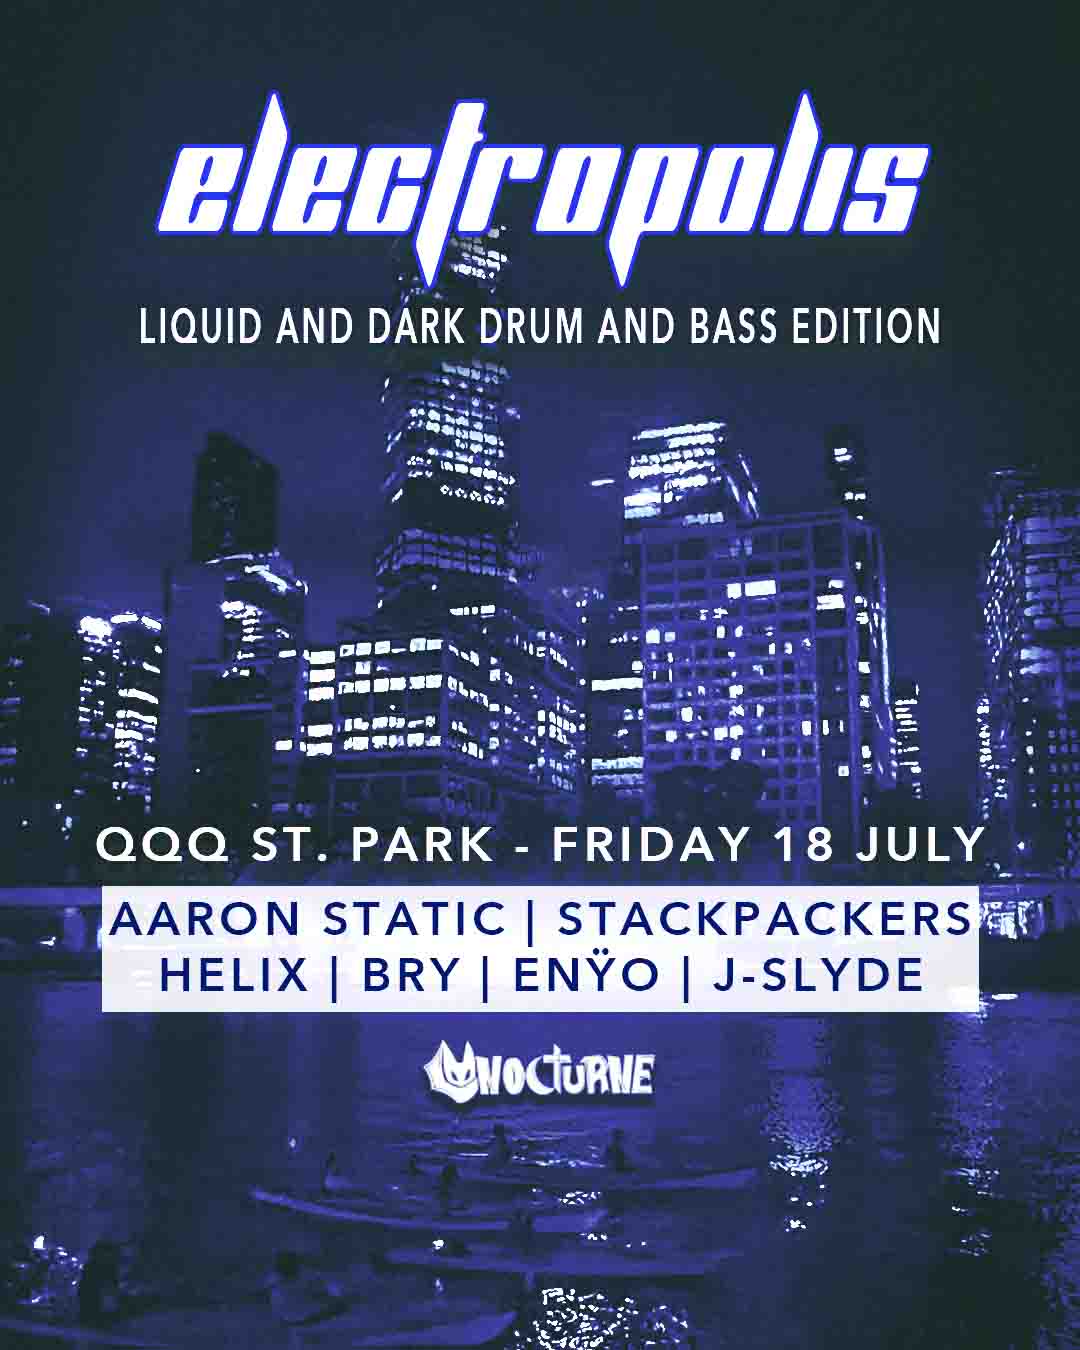 electropolis
LIQUID AND DARK DRUM AND BASS EDITION
QQQ ST. PARK - FRIDAY 18 JULY
AARON STATIC | STACKPACKERS
HELIX | BRY | ENŸO | J-SLYDE
NOCTURNE